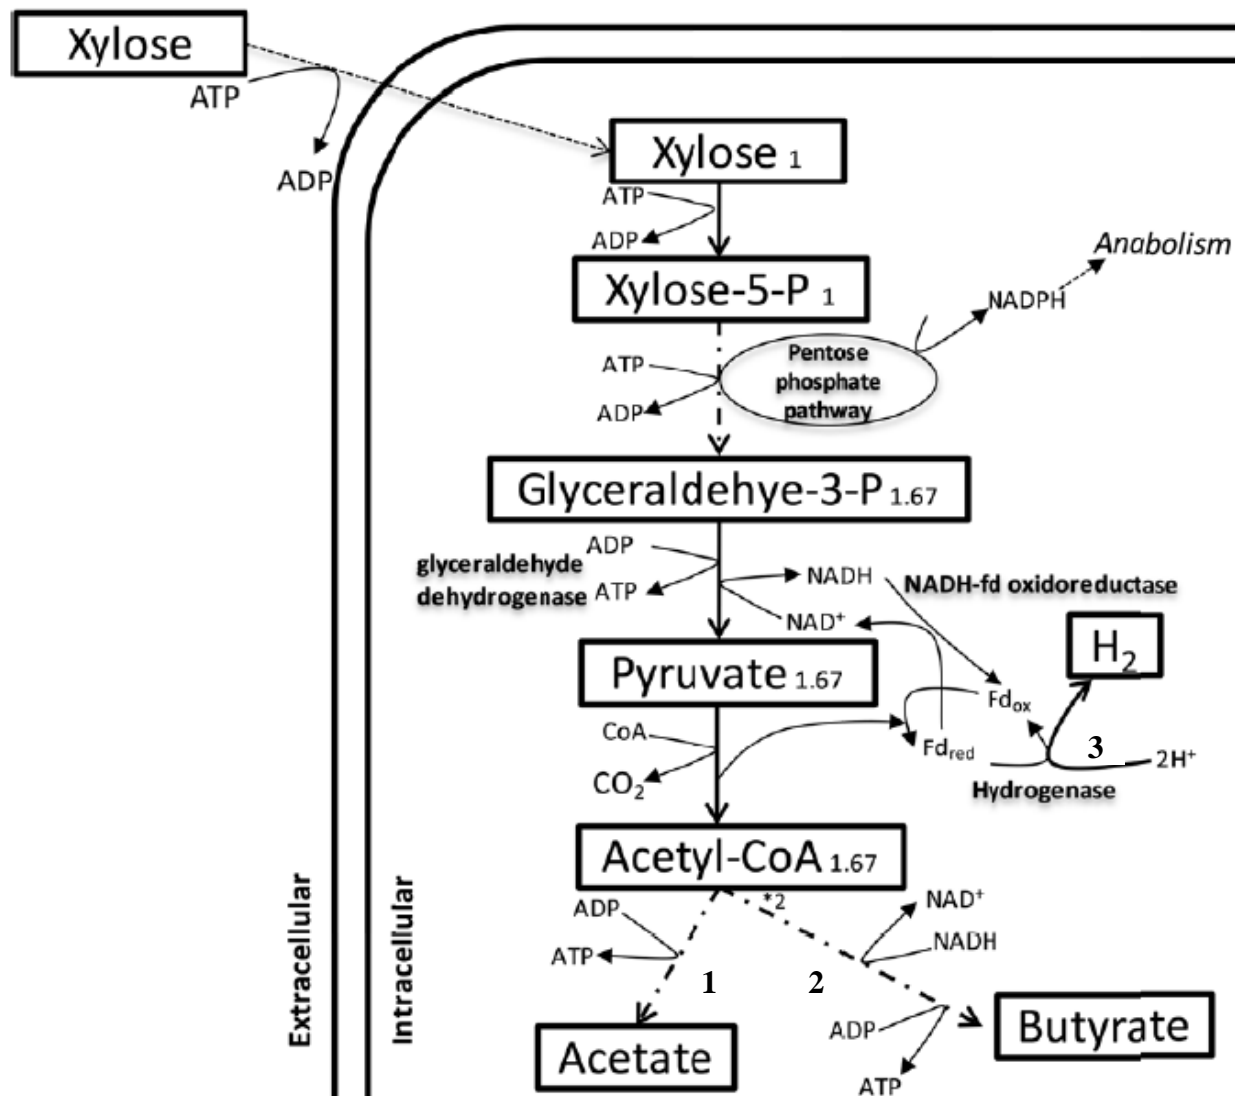 Xylose
ATP
ADP
Xylose 1
ATP
ADP
Xylose-5-P 1
Anabolism
NADPH
ATP
ADP
Pentose
phosphate
pathway
Glyceraldehye-3-P 1.67
glyceraldehyde
dehydrogenase
ADP
ATP
NADH
NAD+
NADH-fd oxidoreductase
H2
Pyruvate 1.67
Fdox
Fdred
3
2H+
Hydrogenase
CoA
CO2
Acetyl-CoA 1.67
*2
ADP
ATP
1
2
NAD+
NADH
ADP
ATP
Acetate
Butyrate
Extracellular
Intracellular